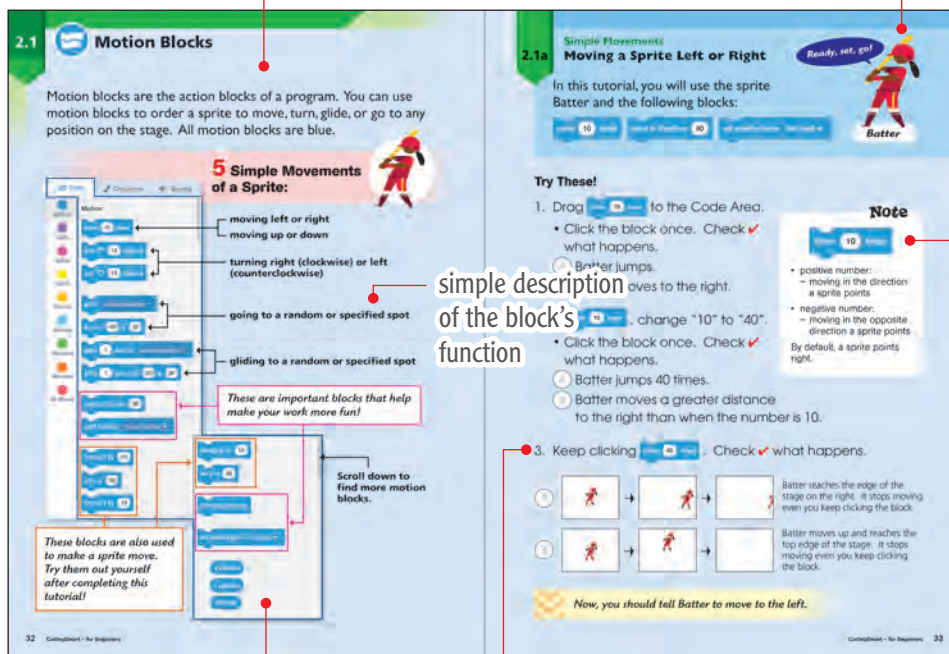 2.1
Motion Blocks
Motion blocks are the action blocks of a program. You can use
motion blocks to order a sprite to move, turn, glide, or go to any
position on the stage. All motion blocks are blue.
5 Simple Movements
of a Sprite:
Motion
moving left or right
moving up or down
turning right (clockwise) or left
(counterclockwise)
going to a random or specified spot
gliding to a random or specified spot
These are important blocks that help
make your work more fun!
Scroll down to
find more motion
blocks.
These blocks are also used
to make a sprite move.
Try them out yourself
after completing this
tutorial!
32
simple description
of the block's
function
2.1a
Simple Movements
Moving a Sprite Left or Right
Ready, set, go!
In this tutorial, you will use the sprite
Batter and the following blocks:
10
90
Batter
Try These!
1. Drag 10 to the Code Area.
• Click the block once. Check ✔
what happens.
A Batter jumps.
oves to the right.
10 , change "10" to "40".
• Click the block once. Check ✔
what happens.
A Batter jumps 40 times.
B Batter moves a greater distance
to the right than when the number is 10.
Note
10
• positive number:
– moving in the direction
a sprite points
• negative number:
– moving in the opposite
direction a sprite points
By default, a sprite points
right.
3. Keep clicking 40 . Check ✔ what happens.
Batter reaches the edge of the
stage on the right. It stops moving
even you keep clicking the block.
Batter moves up and reaches the
top edge of the stage. It stops
moving even you keep clicking
the block.
Now, you should tell Batter to move to the left.
33